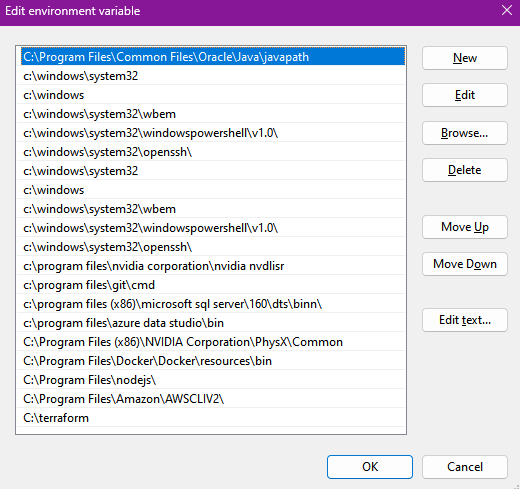 Edit environment variable
C:\Program Files\Common Files\Oracle\Java\javapath
c:\windows\system32
c:\windows
c:\windows\system32\wbem
c:\windows\system32\windowspowershell\v1.0\
c:\windows\system32\openssh\
c:\windows\system32
c:\windows
c:\windows\system32\wbem
c:\windows\system32\windowspowershell\v1.0\
c:\windows\system32\openssh\
c:\program files\nvidia corporation\nvidia nvdlisr
c:\program files\git\cmd
c:\program files (x86)\microsoft sql server\160\dts\binn\
c:\program files\azure data studio\bin
C:\Program Files (x86)\NVIDIA Corporation\PhysX\Common
C:\Program Files\Docker\Docker\resources\bin
C:\Program Files\nodejs\
C:\Program Files\Amazon\AWSCLIV2\
C:\terraform
New
Edit
Browse...
Delete
Move Up
Move Down
Edit text...
OK
Cancel